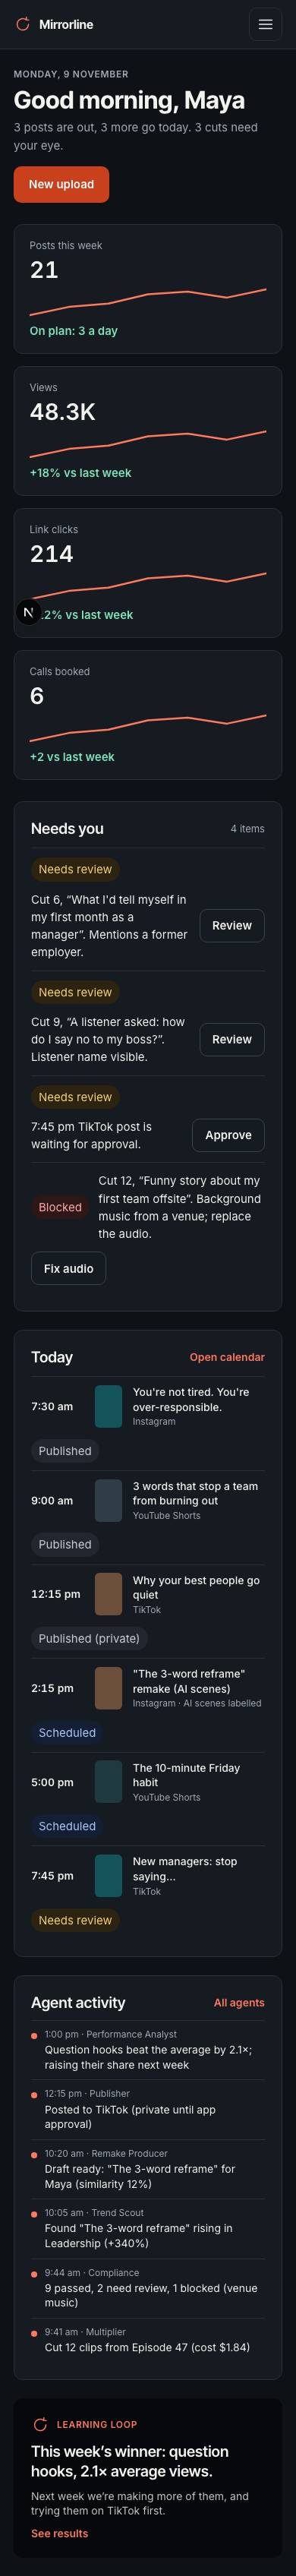 Mirrorline
MONDAY, 9 NOVEMBER
Good morning, Maya
3 posts are out, 3 more go today. 3 cuts need
your eye.
New upload
Posts this week
21
On plan: 3 a day
Views
48.3K
+18% vs last week
Link clicks
214
2% vs last week
N
Calls booked
6
+2 vs last week
Needs you
4 items
Needs review
Cut 6, “What I'd tell myself in
my first month as a
manager”. Mentions a former
employer.
Review
Needs review
Cut 9, “A listener asked: how
do I say no to my boss?”.
Listener name visible.
Review
Needs review
7:45 pm TikTok post is
waiting for approval.
Approve
Blocked
Cut 12, “Funny story about my
first team offsite”. Background
music from a venue; replace
the audio.
Fix audio
Today
Open calendar
7:30 am
You're not tired. You're
over-responsible.
Instagram
Published
9:00 am
3 words that stop a team
from burning out
YouTube Shorts
Published
12:15 pm
Why your best people go
quiet
TikTok
Published (private)
2:15 pm
"The 3-word reframe"
remake (AI scenes)
Instagram · AI scenes labelled
Scheduled
5:00 pm
The 10-minute Friday
habit
YouTube Shorts
Scheduled
7:45 pm
New managers: stop
saying...
TikTok
Needs review
Agent activity
All agents
1:00 pm · Performance Analyst
Question hooks beat the average by 2.1×;
raising their share next week
12:15 pm · Publisher
Posted to TikTok (private until app
approval)
10:20 am · Remake Producer
Draft ready: "The 3-word reframe" for
Maya (similarity 12%)
10:05 am · Trend Scout
Found "The 3-word reframe" rising in
Leadership (+340%)
9:44 am · Compliance
9 passed, 2 need review, 1 blocked (venue
music)
9:41 am · Multiplier
Cut 12 clips from Episode 47 (cost $1.84)
LEARNING LOOP
This week’s winner: question
hooks, 2.1× average views.
Next week we’re making more of them, and
trying them on TikTok first.
See results